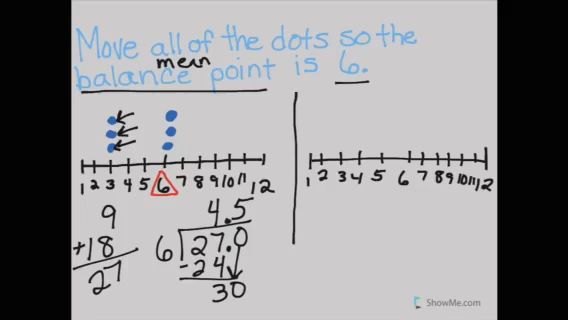 Move all of the dots so the
mean
balance point is 6.
1 2 3 4 5 6 7 8 9 10 11 12
1 2 3 4 5 6 7 8 9 10 11 12
9
+18
27
4.5
6 27.0
-24
30
ShowMe.com